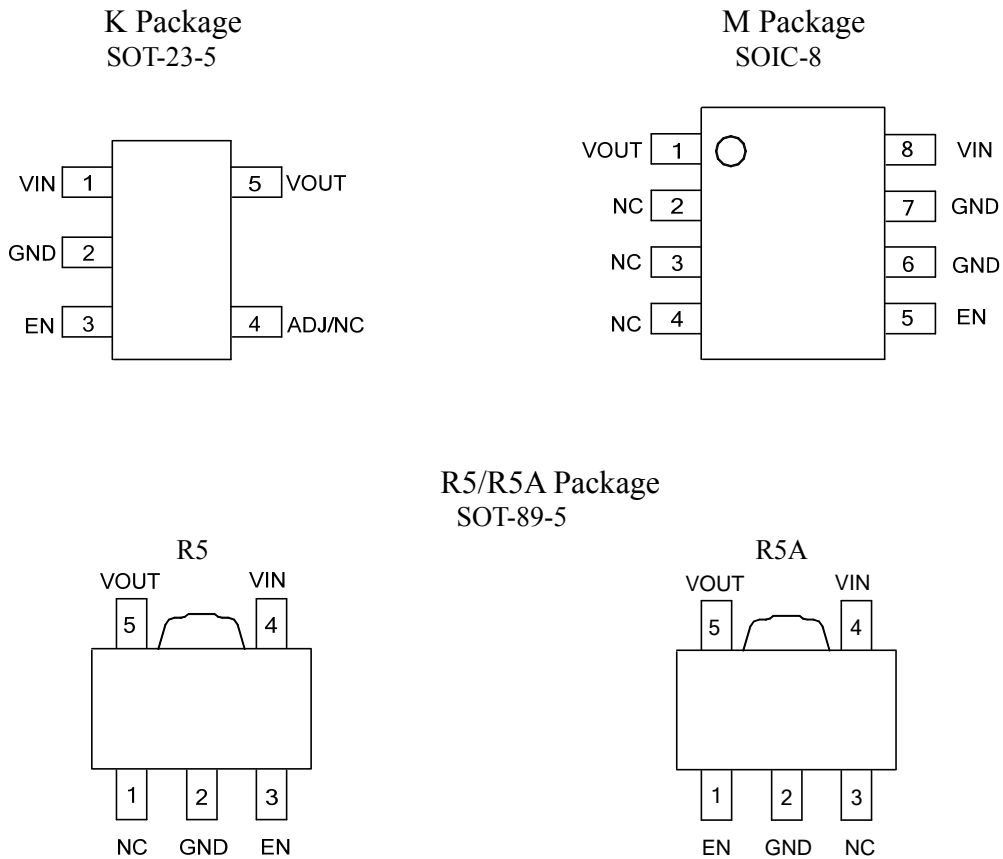 K Package
SOT-23-5
VIN 1
5 VOUT
GND 2
EN 3
4 ADJ/NC
M Package
SOIC-8
VOUT 1
8 VIN
NC 2
7 GND
NC 3
6 GND
NC 4
5 EN
R5/R5A Package
SOT-89-5
R5
VOUT VIN
5 4
1 2 3
NC GND EN
R5A
VOUT VIN
5 4
1 2 3
EN GND NC